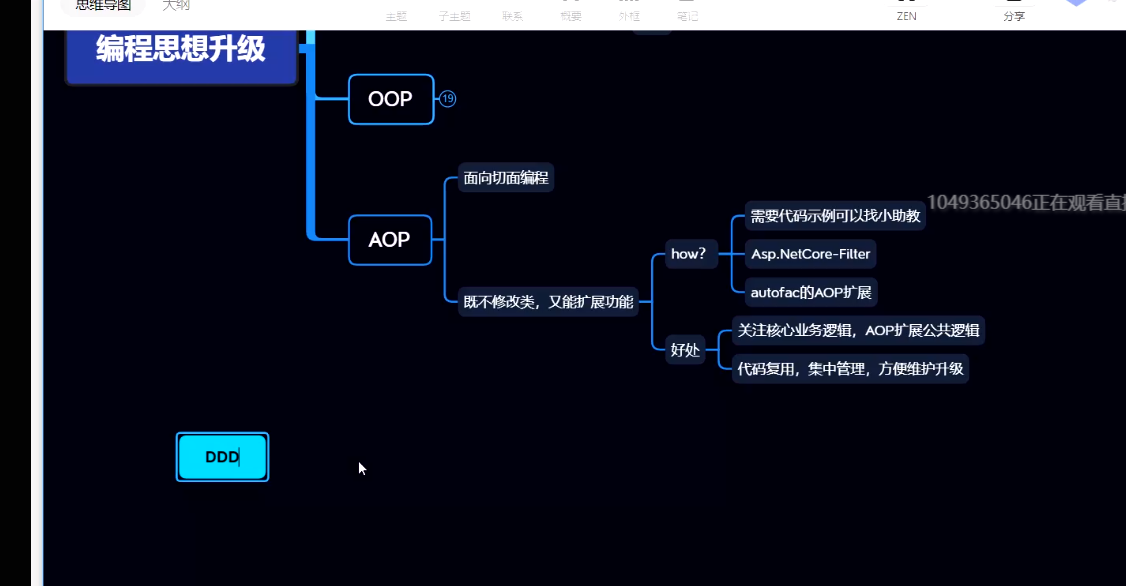 思维导图
大纲
主题
子主题
联系
概要
外框
笔记
ZEN
分享
编程思想升级
OOP
19
AOP
面向切面编程
既不修改类，又能扩展功能
how?
需要代码示例可以找小助教
Asp.NetCore-Filter
autofac的AOP扩展
好处
关注核心业务逻辑，AOP扩展公共逻辑
代码复用，集中管理，方便维护升级
1049365046正在观看直播
DDD